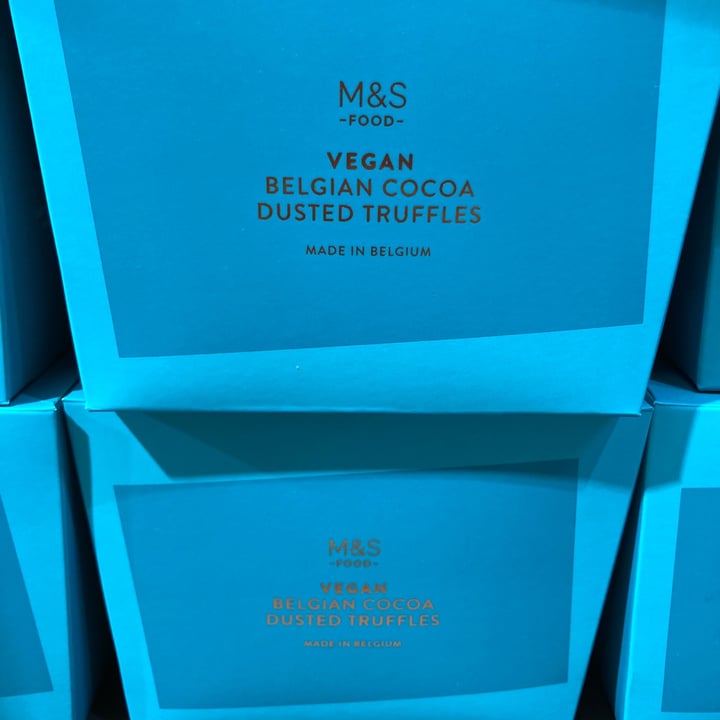 M&S
-FOOD-
VEGAN
BELGIAN COCOA
DUSTED TRUFFLES
MADE IN BELGIUM
M&S
-FOOD-
VEGAN
BELGIAN COCOA
DUSTED TRUFFLES
MADE IN BELGIUM